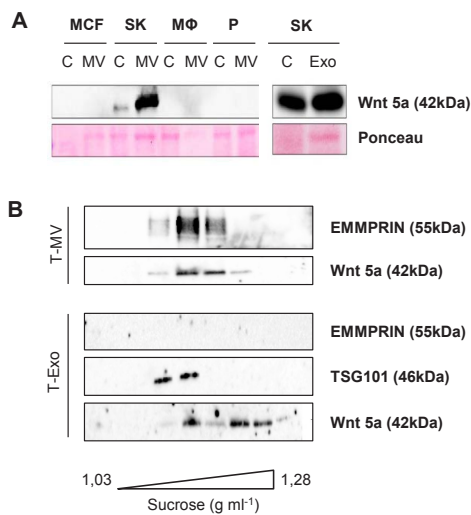 A
MCF SK MΦ P SK
C MV C MV C MV C MV C Exo
Wnt 5a (42kDa)
Ponceau
B
T-MV
EMMPRIN (55kDa)
Wnt 5a (42kDa)
T-Exo
EMMPRIN (55kDa)
TSG101 (46kDa)
Wnt 5a (42kDa)
1,03 1,28
Sucrose (g ml⁻¹)